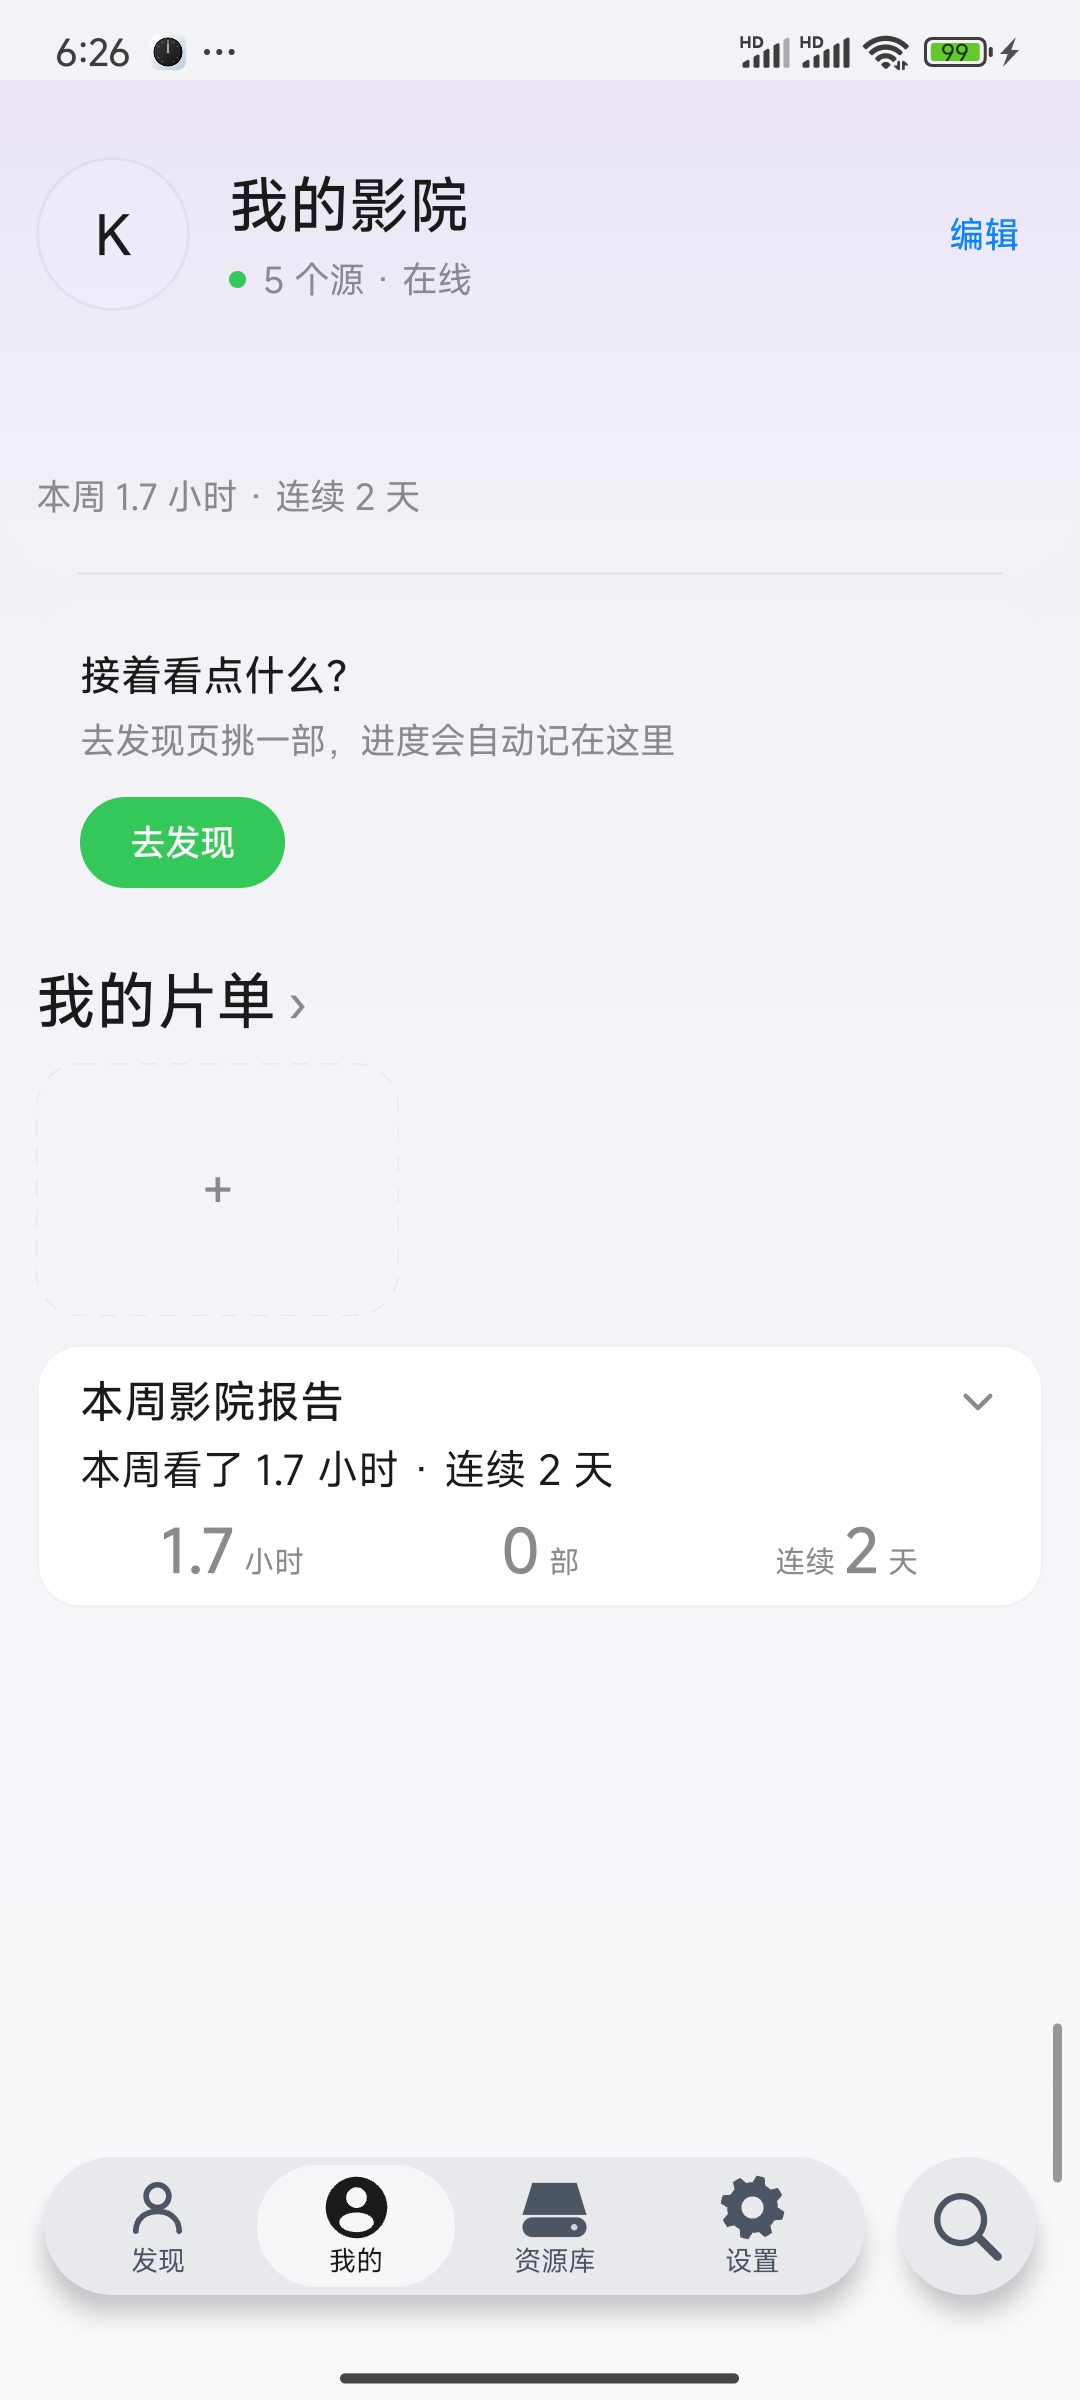 6:26 ... HD HD 99
K
我的影院
5 个源 · 在线
编辑
本周 1.7 小时 · 连续 2 天
接着看点什么?
去发现页挑一部，进度会自动记在这里
去发现
我的片单 ›
+
本周影院报告
本周看了 1.7 小时 · 连续 2 天
1.7 小时 0 部 连续 2 天
发现 我的 资源库 设置